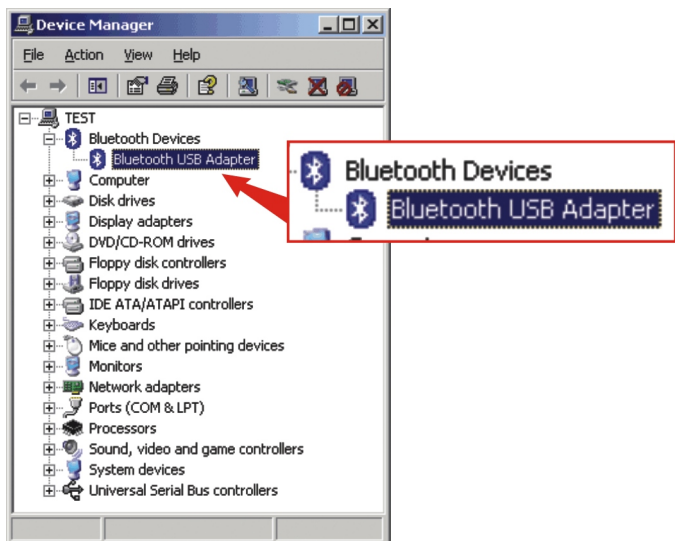 Device Manager
File Action View Help
TEST
Bluetooth Devices
Bluetooth USB Adapter
Computer
Disk drives
Display adapters
DVD/CD-ROM drives
Floppy disk controllers
Floppy disk drives
IDE ATA/ATAPI controllers
Keyboards
Mice and other pointing devices
Monitors
Network adapters
Ports (COM & LPT)
Processors
Sound, video and game controllers
System devices
Universal Serial Bus controllers
Bluetooth Devices
Bluetooth USB Adapter